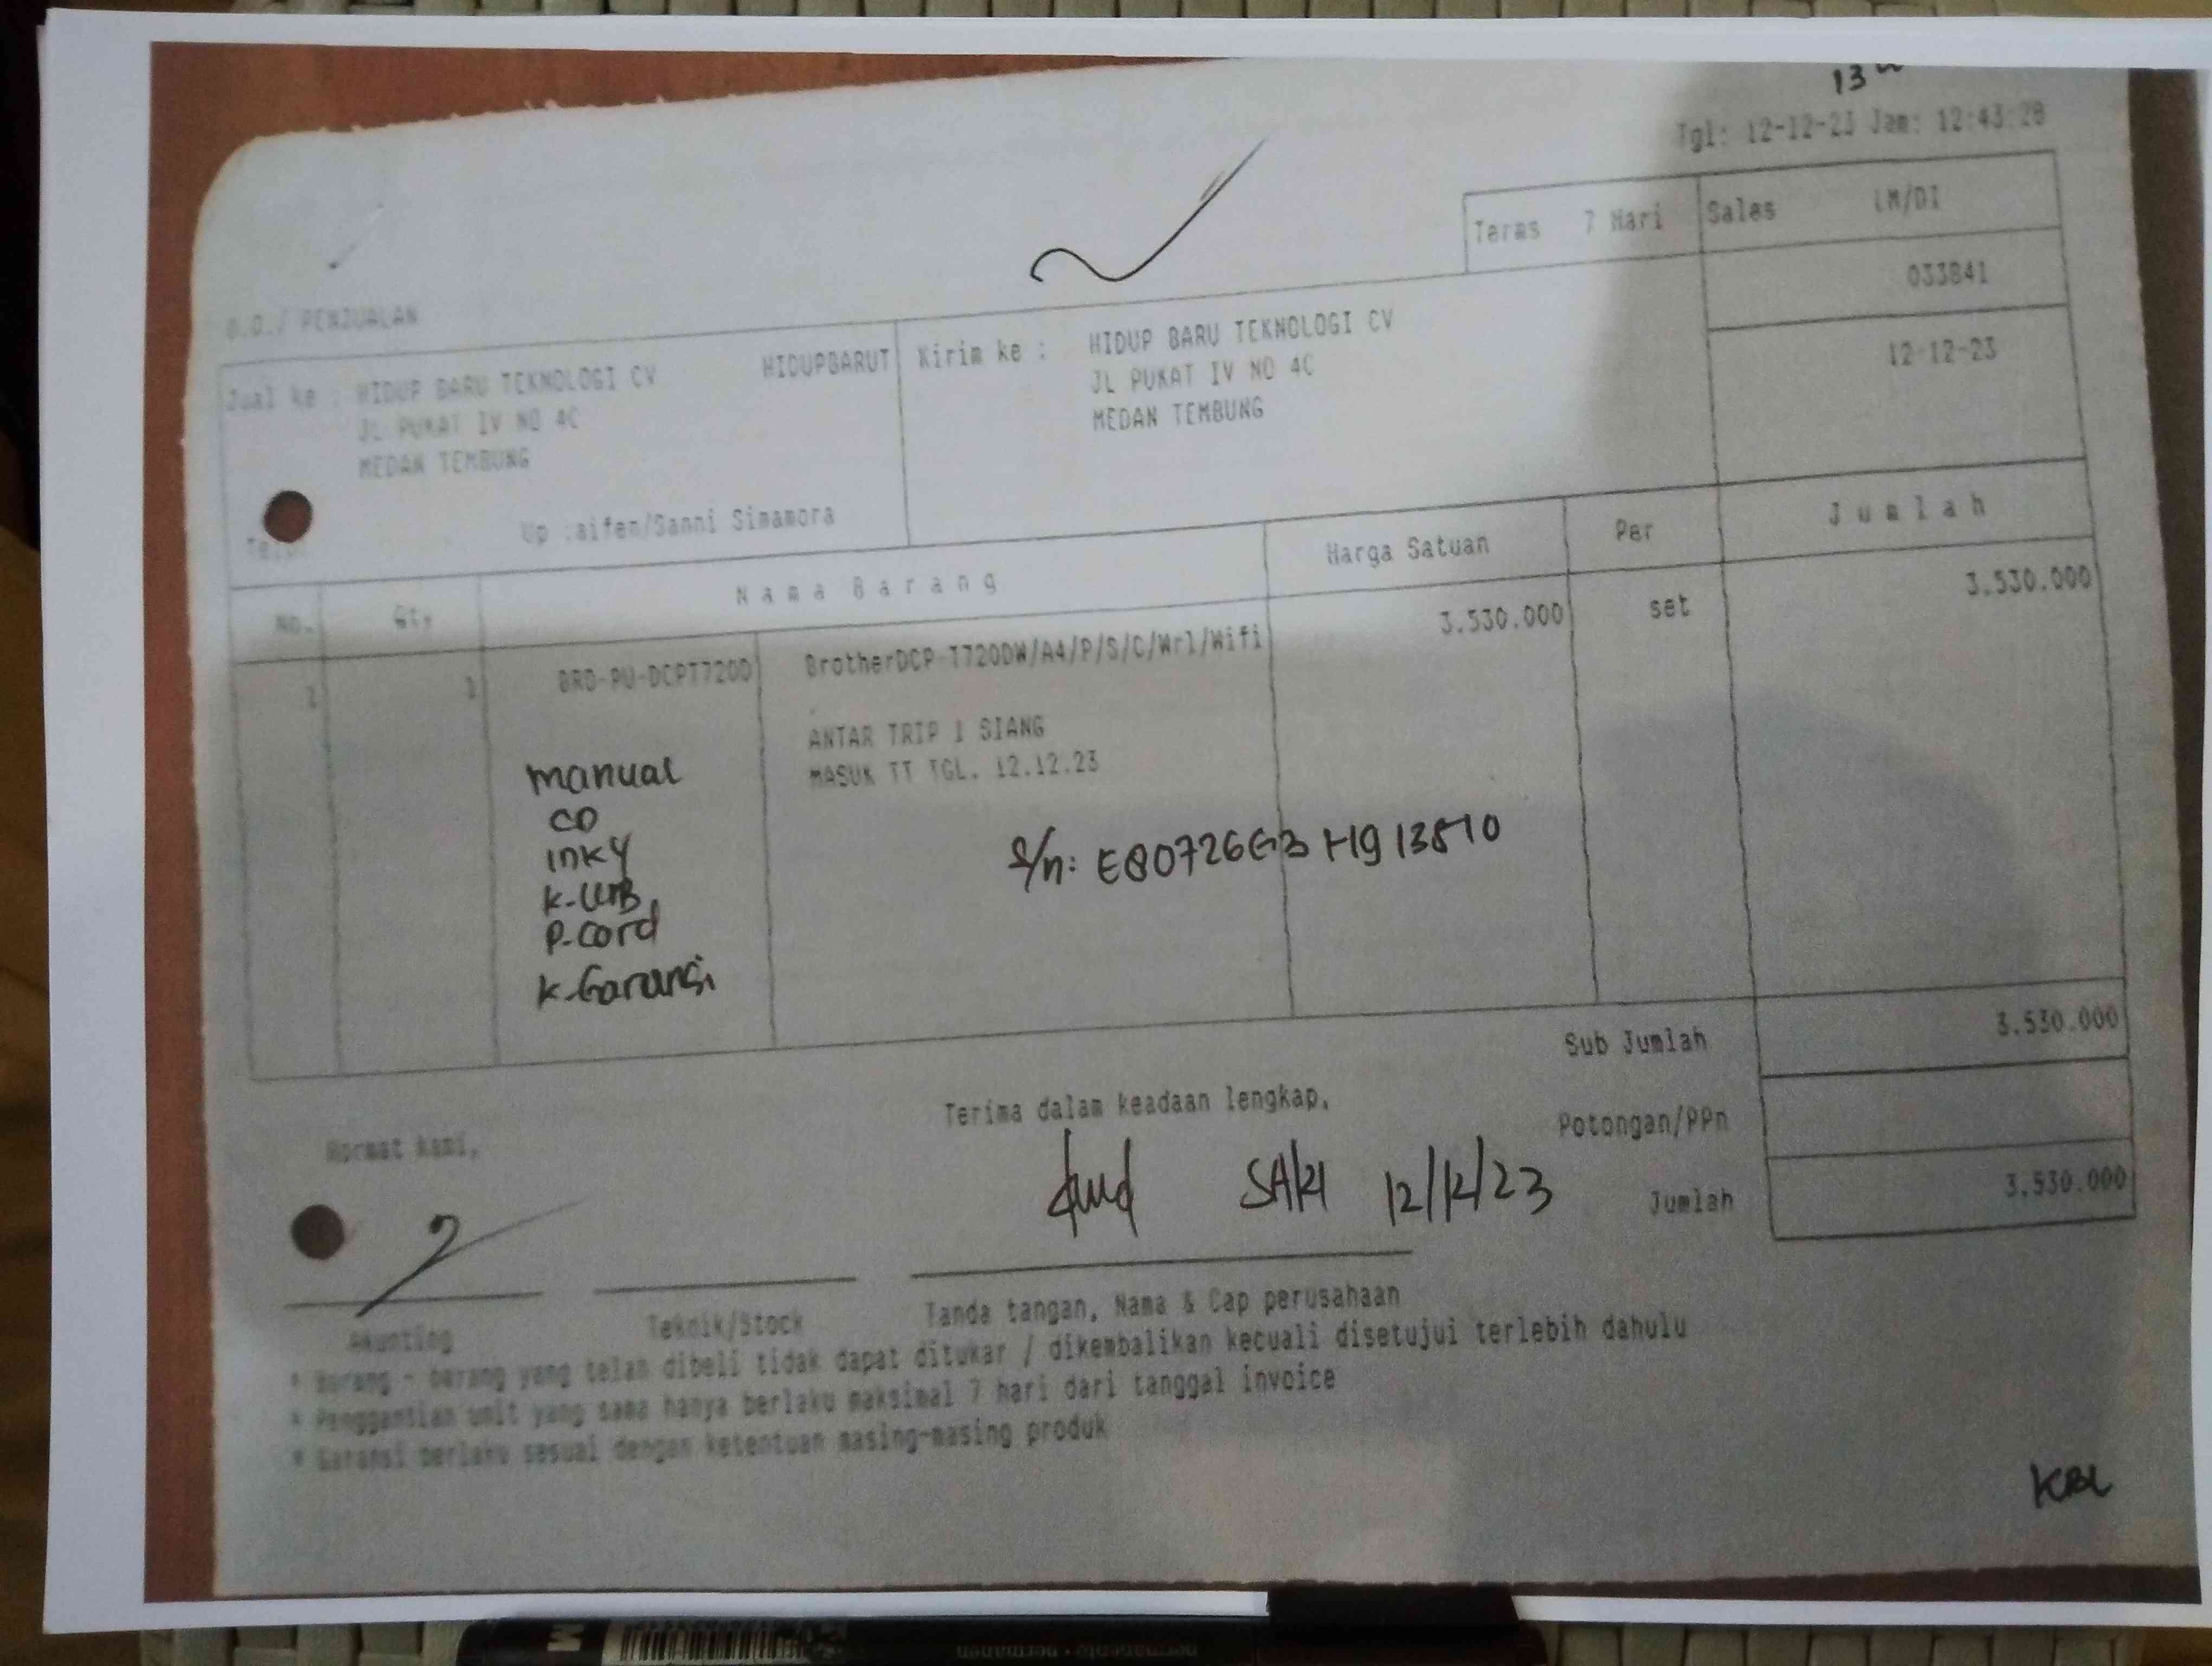 13
Tgl: 12-12-23 Jam: 12:43:28
Terms 7 Hari Sales LM/DI
033841
12-12-23
D.O./ PENJUALAN
Jual ke : HIDUP BARU TEKNOLOGI CV HIDUPBARUT
JL PUKAT IV NO 4C
MEDAN TEMBUNG
Up :aifen/Sanni Simamora
Kirim ke : HIDUP BARU TEKNOLOGI CV
JL PUKAT IV NO 4C
MEDAN TEMBUNG
No. Qty Nama Barang Harga Satuan Per Jumlah
1 1 BRO-PU-DCPT720D BrotherDCP-T720DW/A4/P/S/C/Wrl/Wifi 3.530.000 set 3.530.000
ANTAR TRIP 1 SIANG
MASUK TT TGL. 12.12.23
manual
CD
ink4
P.cord
K.Garansi
S/n: E80726G3H913510
Sub Jumlah 3.530.000
Potongan/PPn
Jumlah 3.530.000
Hormat kami,
Terima dalam keadaan lengkap,
12/12/23
Akunting
Teknik/Stock
Tanda tangan, Nama & Cap perusahaan
* Barang - barang yang telah dibeli tidak dapat ditukar / dikembalikan kecuali disetujui terlebih dahulu
* Penggantian unit yang sama hanya berlaku maksimal 7 hari dari tanggal invoice
* Garansi berlaku sesuai dengan ketentuan masing-masing produk